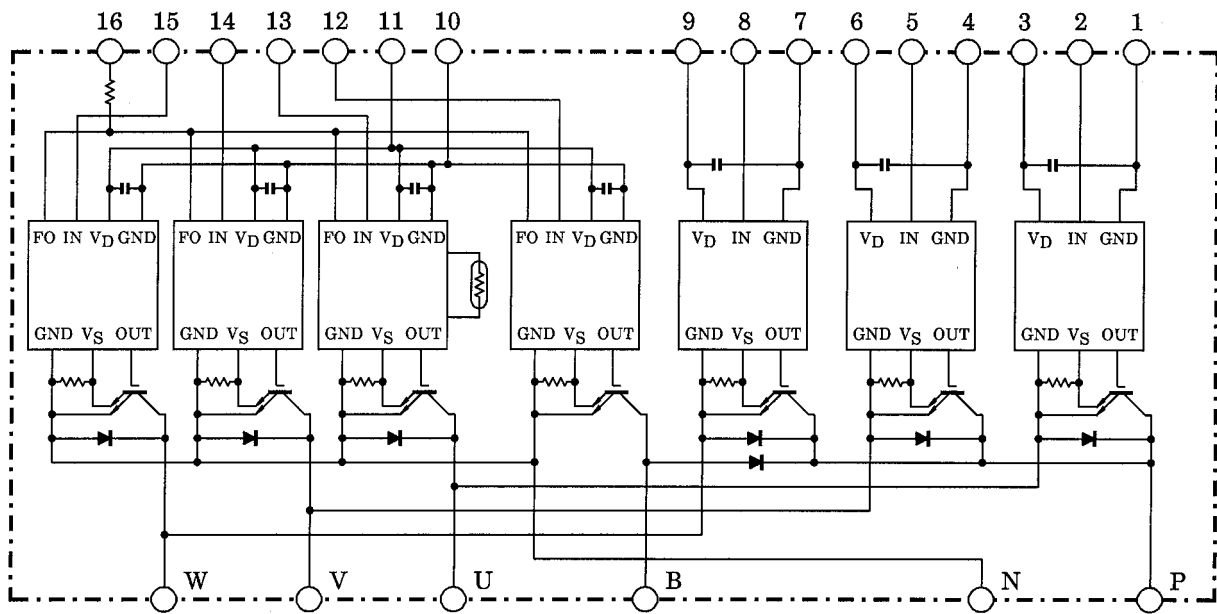 16 15 14 13 12 11 10 9 8 7 6 5 4 3 2 1
FO IN VD GND FO IN VD GND FO IN VD GND FO IN VD GND VD IN GND VD IN GND VD IN GND
GND VS OUT GND VS OUT GND VS OUT GND VS OUT GND VS OUT GND VS OUT GND VS OUT
W V U B N P